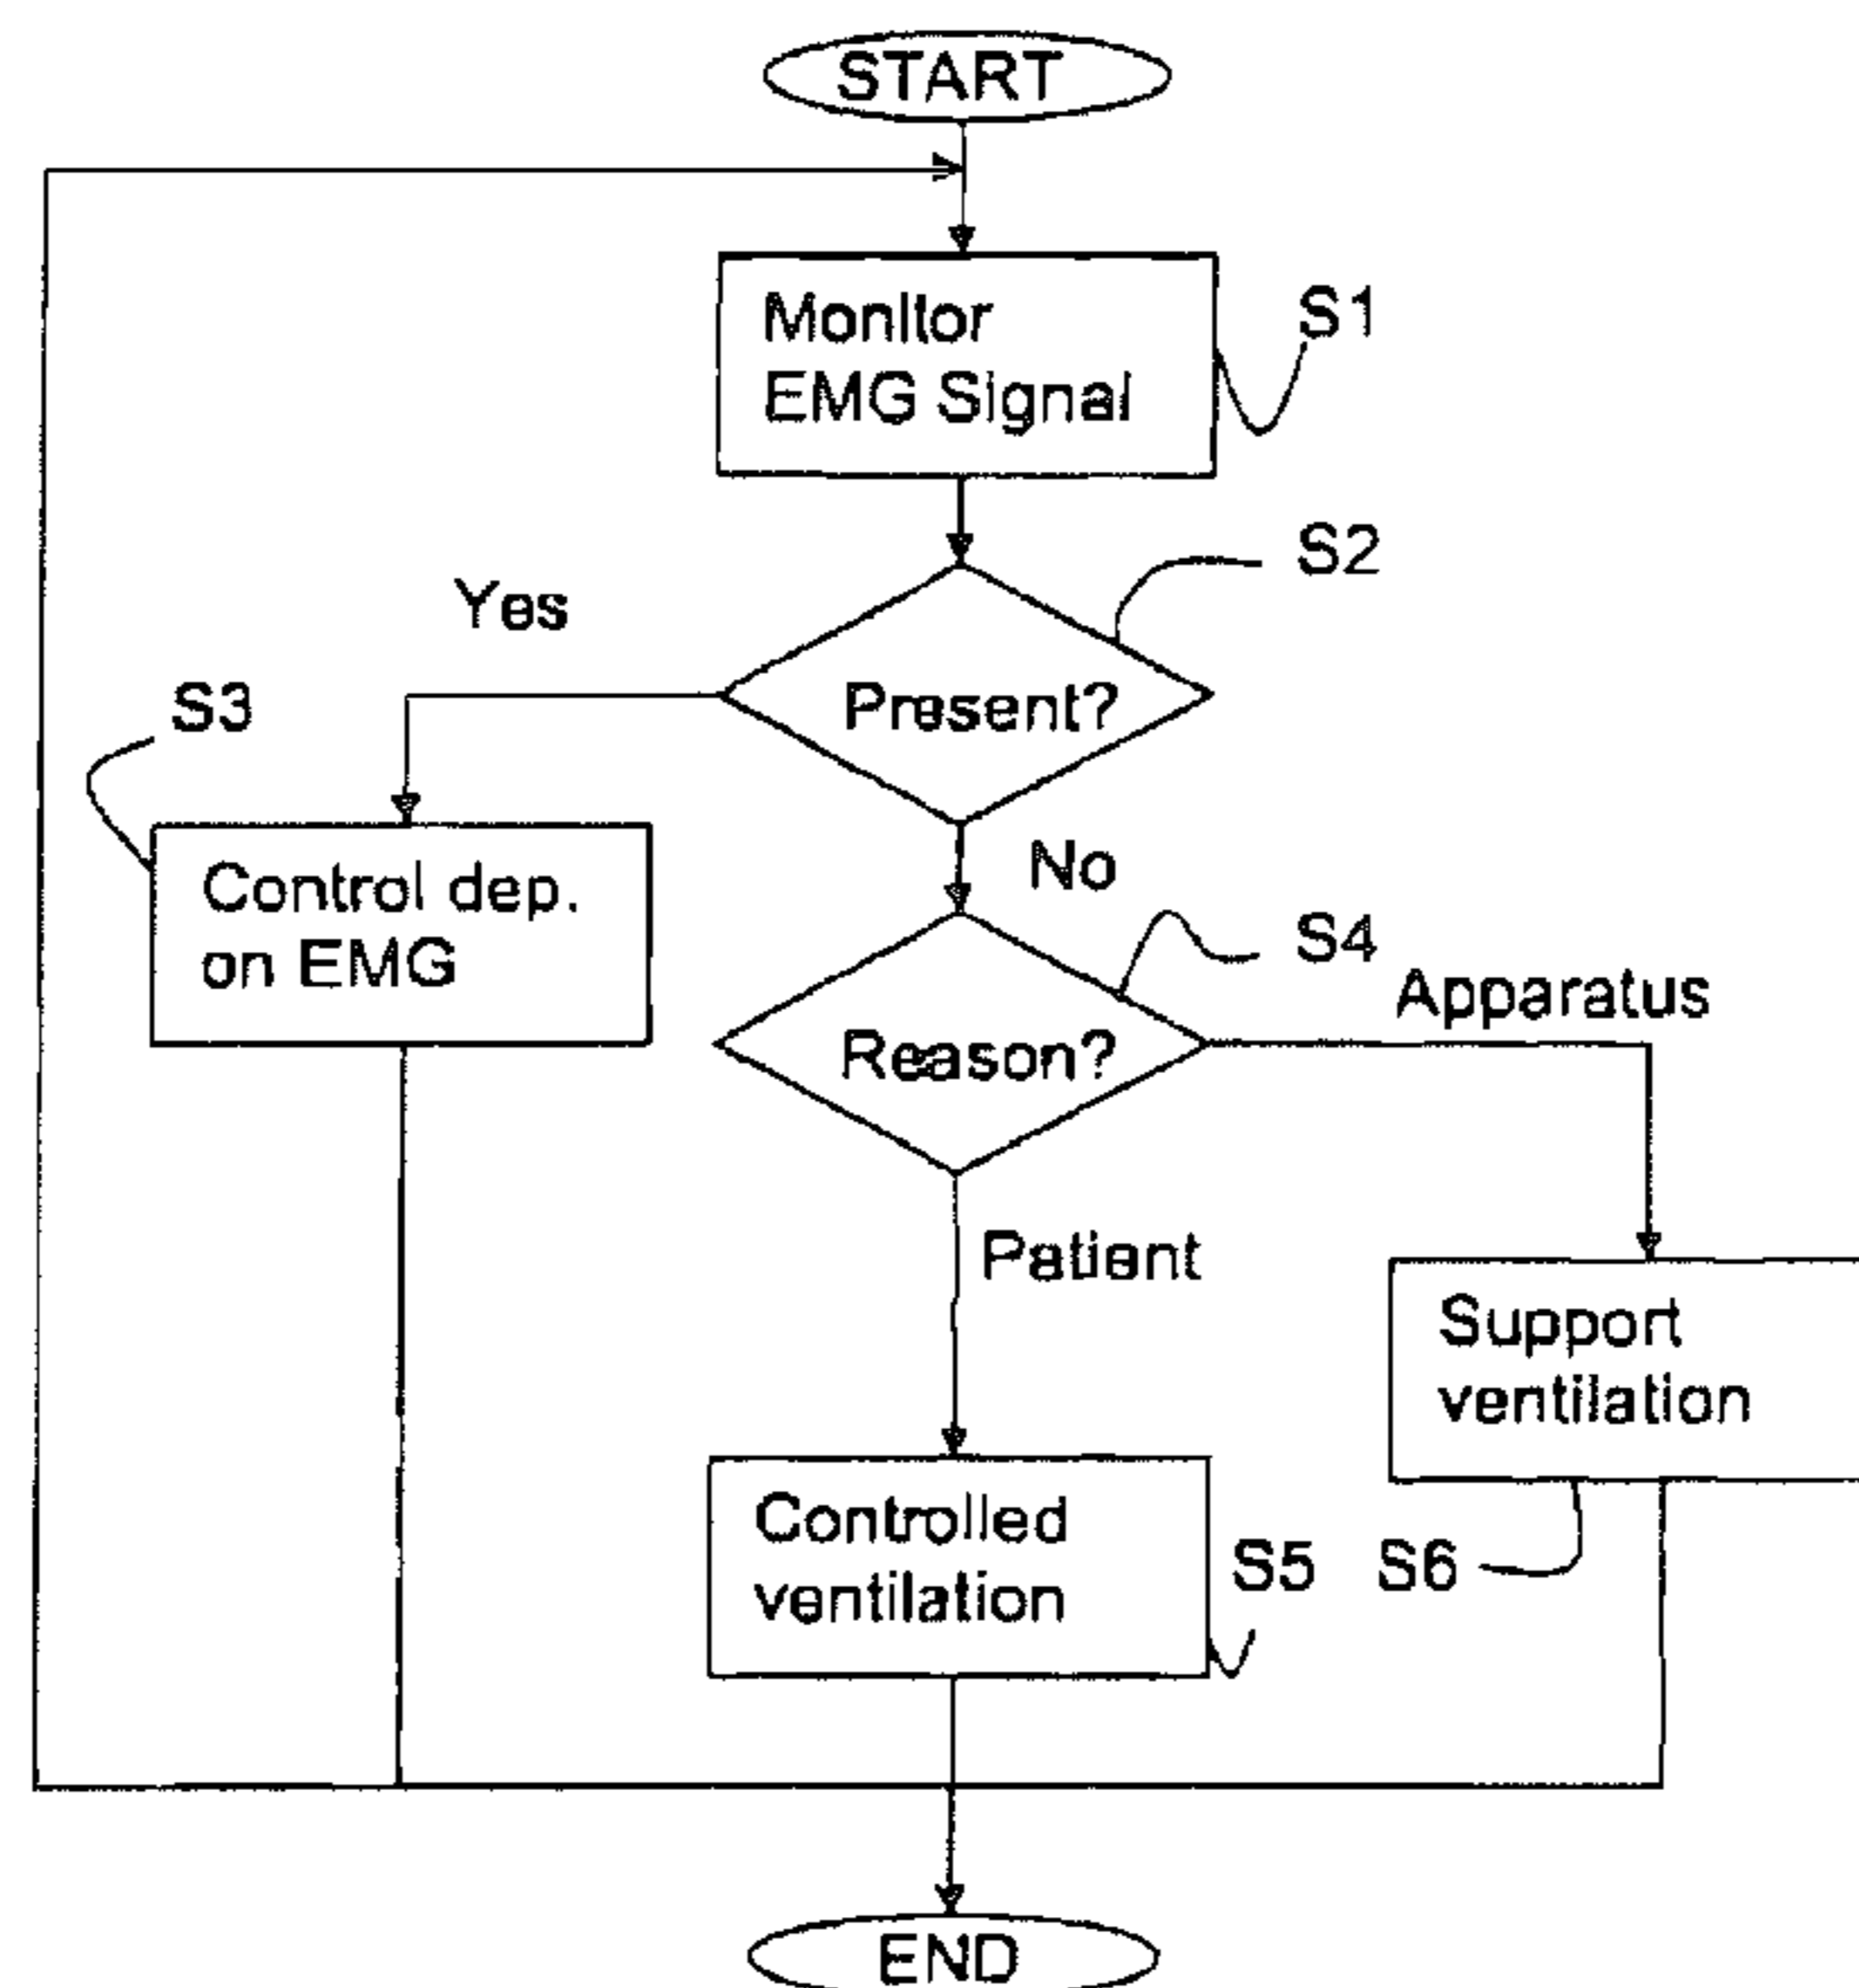 START
Monitor
EMG Signal
S1
S2
Yes
Present?
S3
No
Control dep.
on EMG
S4
Apparatus
Reason?
Patient
Support
ventilation
Controlled
ventilation
S5
S6
END